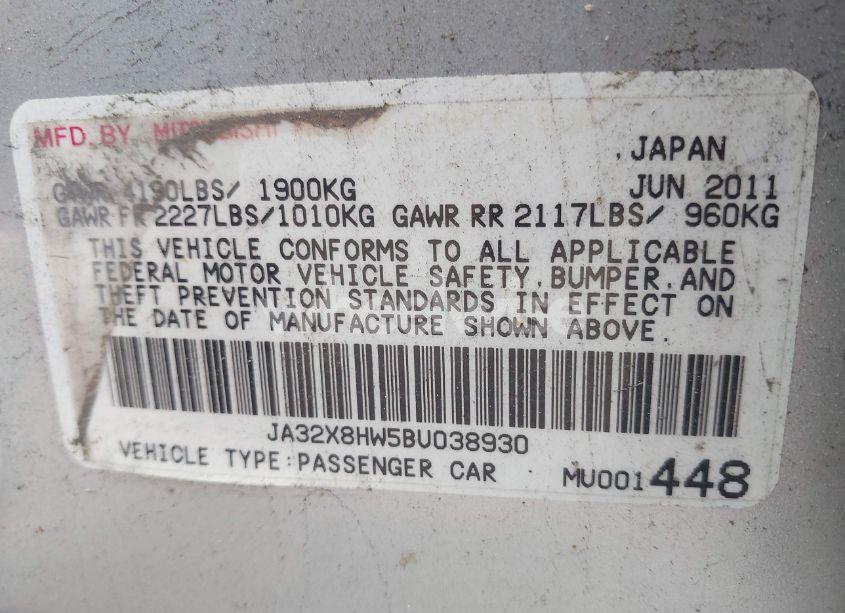 MFD. BY MITSUBISHI
, JAPAN
GVWR 4190LBS/ 1900KG JUN 2011
GAWR FR 2227LBS/1010KG GAWR RR 2117LBS/ 960KG
THIS VEHICLE CONFORMS TO ALL APPLICABLE
FEDERAL MOTOR VEHICLE SAFETY, BUMPER, AND
THEFT PREVENTION STANDARDS IN EFFECT ON
THE DATE OF MANUFACTURE SHOWN ABOVE.
JA32X8HW5BU038930
VEHICLE TYPE:PASSENGER CAR MU001448